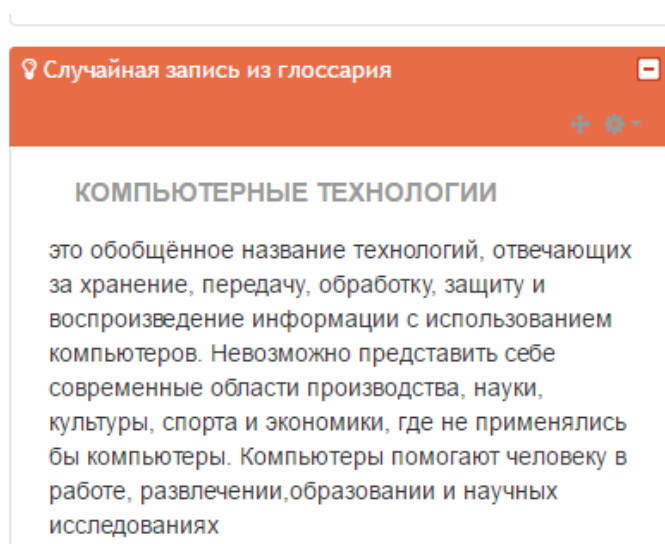 Случайная запись из глоссария
КОМПЬЮТЕРНЫЕ ТЕХНОЛОГИИ
это обобщённое название технологий, отвечающих
за хранение, передачу, обработку, защиту и
воспроизведение информации с использованием
компьютеров. Невозможно представить себе
современные области производства, науки,
культуры, спорта и экономики, где не применялись
бы компьютеры. Компьютеры помогают человеку в
работе, развлечении,образовании и научных
исследованиях